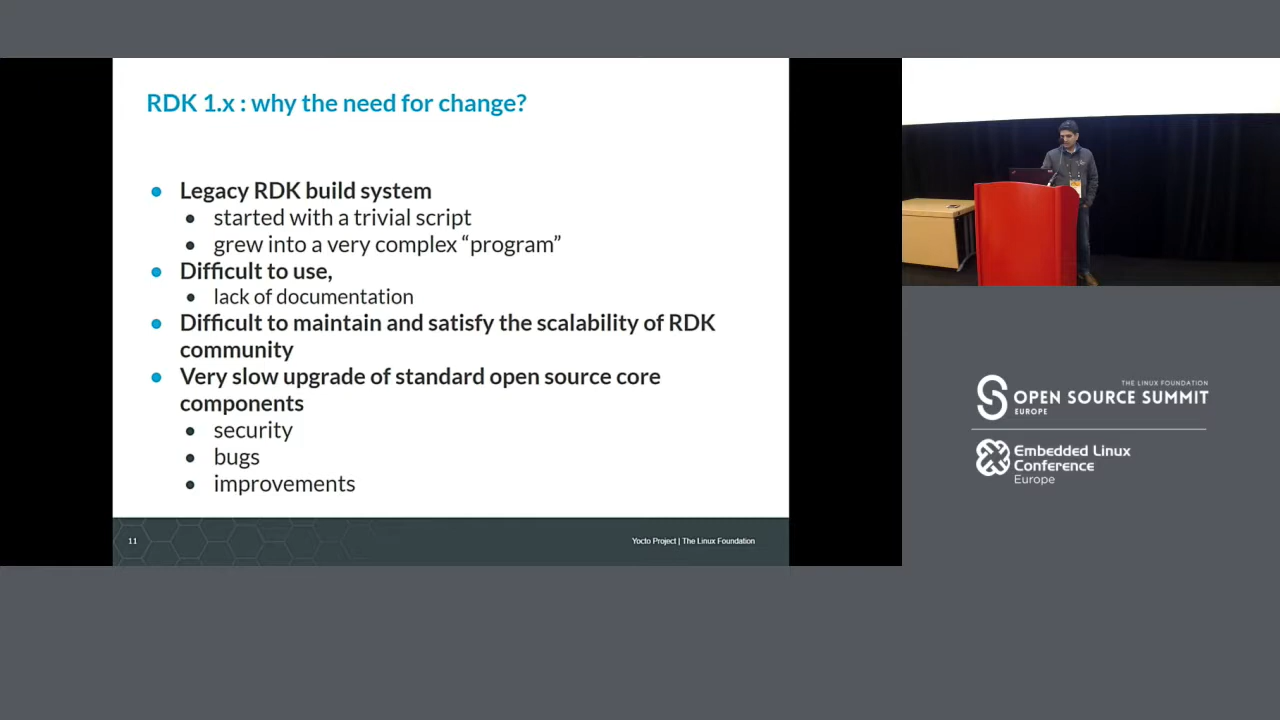 RDK 1.x : why the need for change?
Legacy RDK build system
started with a trivial script
grew into a very complex “program”
Difficult to use,
lack of documentation
Difficult to maintain and satisfy the scalability of RDK
community
Very slow upgrade of standard open source core
components
security
bugs
improvements
11
Yocto Project | The Linux Foundation
THE LINUX FOUNDATION
OPEN SOURCE SUMMIT
EUROPE
Embedded Linux
Conference
Europe